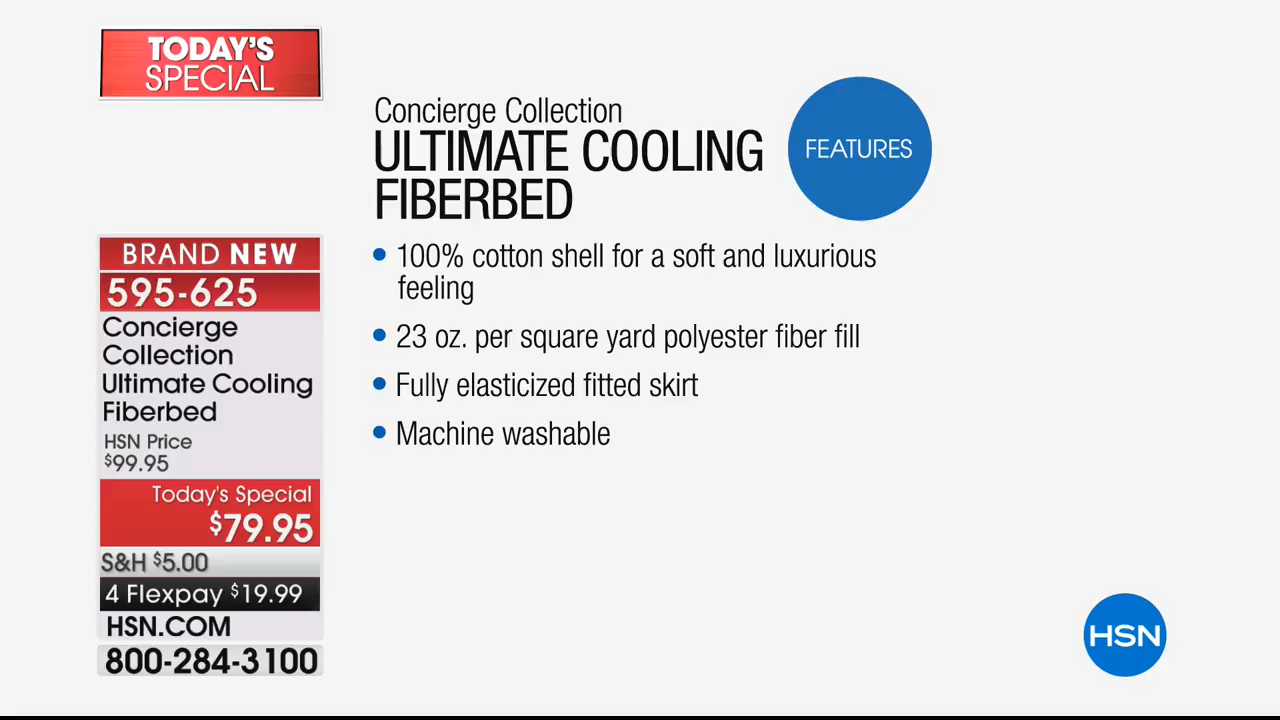 TODAY'S
SPECIAL
Concierge Collection
ULTIMATE COOLING
FIBERBED
FEATURES
• 100% cotton shell for a soft and luxurious
feeling
• 23 oz. per square yard polyester fiber fill
• Fully elasticized fitted skirt
• Machine washable
BRAND NEW
595-625
Concierge
Collection
Ultimate Cooling
Fiberbed
HSN Price
$99.95
Today's Special
$79.95
S&H $5.00
4 Flexpay $19.99
HSN.COM
800-284-3100
HSN